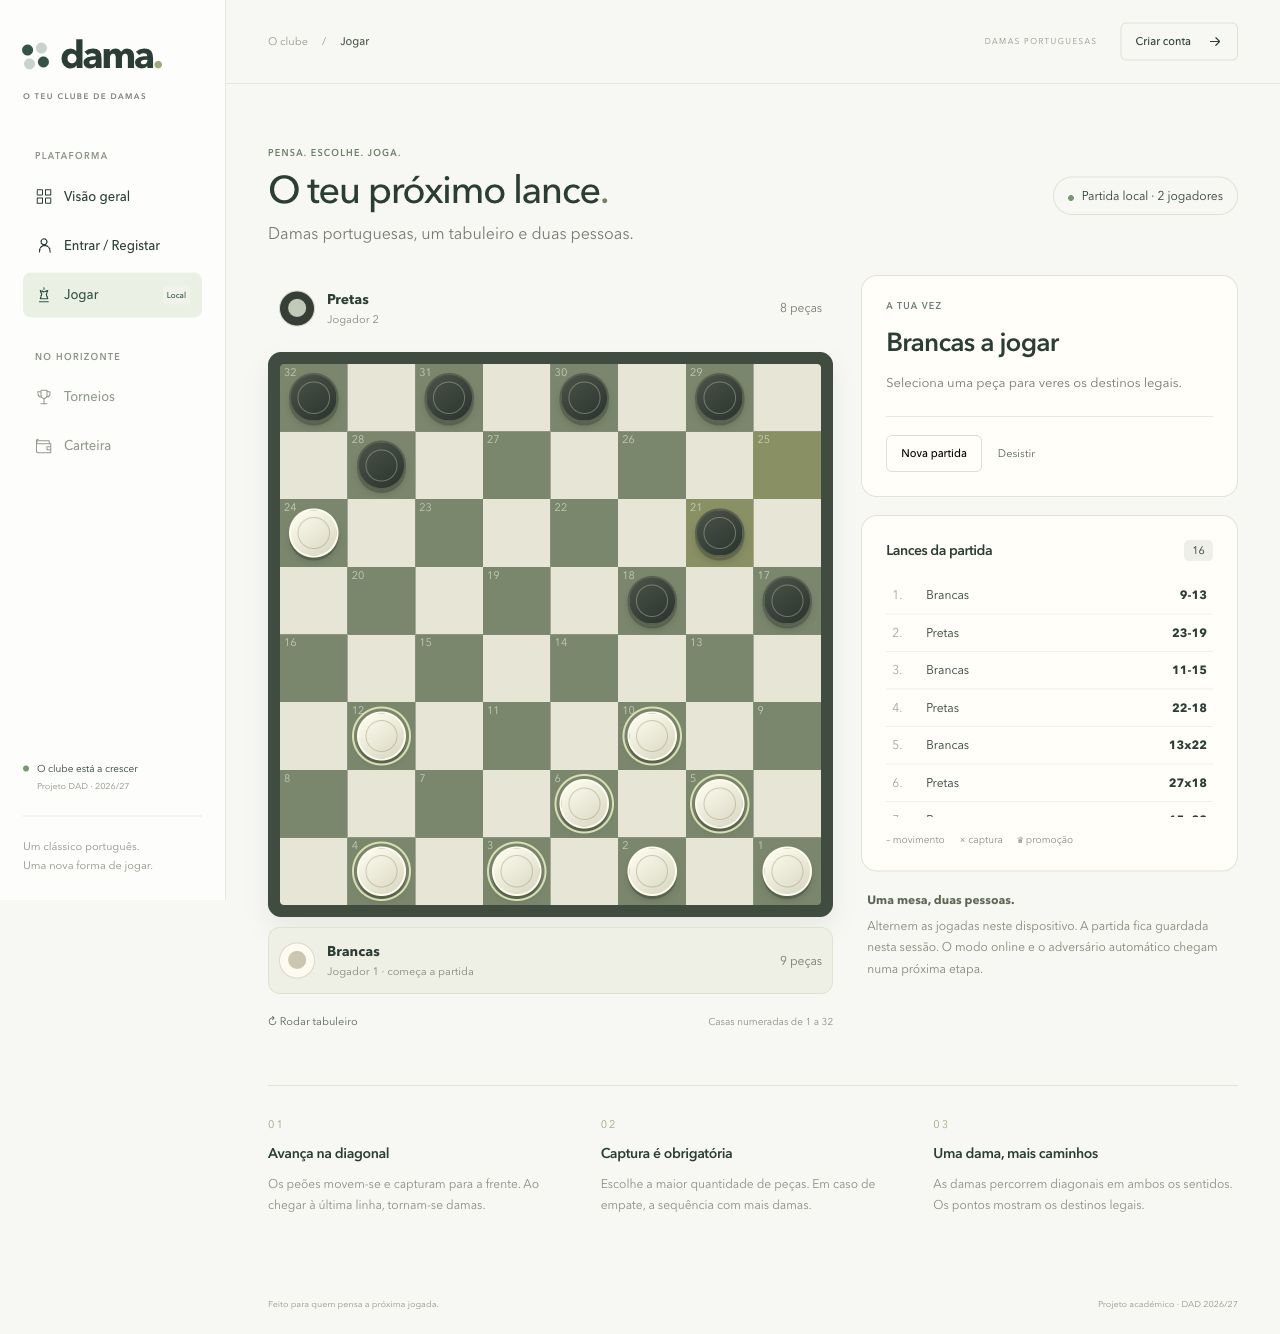 dama.
O TEU CLUBE DE DAMAS
PLATAFORMA
Visão geral
Entrar / Registar
Jogar
Local
NO HORIZONTE
Torneios
Carteira
O clube está a crescer
Projeto DAD · 2026/27
Um clássico português.
Uma nova forma de jogar.
O clube / Jogar
DAMAS PORTUGUESAS
Criar conta →
PENSA. ESCOLHE. JOGA.
O teu próximo lance.
Damas portuguesas, um tabuleiro e duas pessoas.
Partida local · 2 jogadores
Pretas
Jogador 2
8 peças
32 31 30 29
28 27 26 25
24 23 22 21
20 19 18 17
16 15 14 13
12 11 10 9
8 7 6 5
4 3 2 1
Brancas
Jogador 1 · começa a partida
9 peças
↻ Rodar tabuleiro
Casas numeradas de 1 a 32
A TUA VEZ
Brancas a jogar
Seleciona uma peça para veres os destinos legais.
Nova partida
Desistir
Lances da partida
16
1. Brancas 9-13
2. Pretas 23-19
3. Brancas 11-15
4. Pretas 22-18
5. Brancas 13x22
6. Pretas 27x18
– movimento × captura ♛ promoção
Uma mesa, duas pessoas.
Alternem as jogadas neste dispositivo. A partida fica guardada
nesta sessão. O modo online e o adversário automático chegam
numa próxima etapa.
01
Avança na diagonal
Os peões movem-se e capturam para a frente. Ao
chegar à última linha, tornam-se damas.
02
Captura é obrigatória
Escolhe a maior quantidade de peças. Em caso de
empate, a sequência com mais damas.
03
Uma dama, mais caminhos
As damas percorrem diagonais em ambos os sentidos.
Os pontos mostram os destinos legais.
Feito para quem pensa a próxima jogada.
Projeto académico · DAD 2026/27